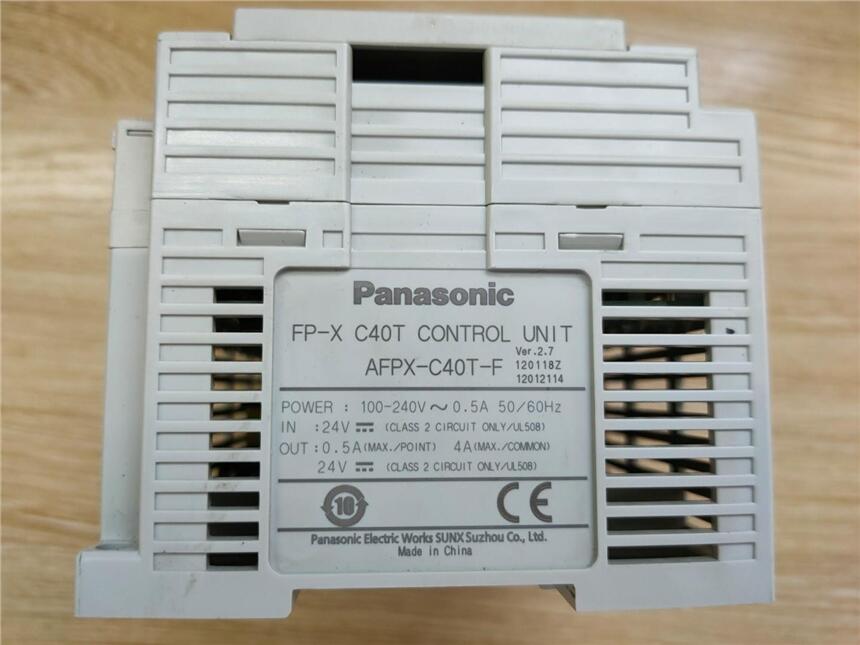 Panasonic
FP-X C40T CONTROL UNIT
AFPX-C40T-F
Ver.2.7
120118Z
12012114
POWER : 100-240V～0.5A 50/60Hz
IN :24V⎓ (CLASS 2 CIRCUIT ONLY/UL508)
OUT:0.5A(MAX./POINT) 4A(MAX./COMMON)
24V⎓ (CLASS 2 CIRCUIT ONLY/UL508)
10
CE
Panasonic Electric Works SUNX Suzhou Co., Ltd.
Made in China